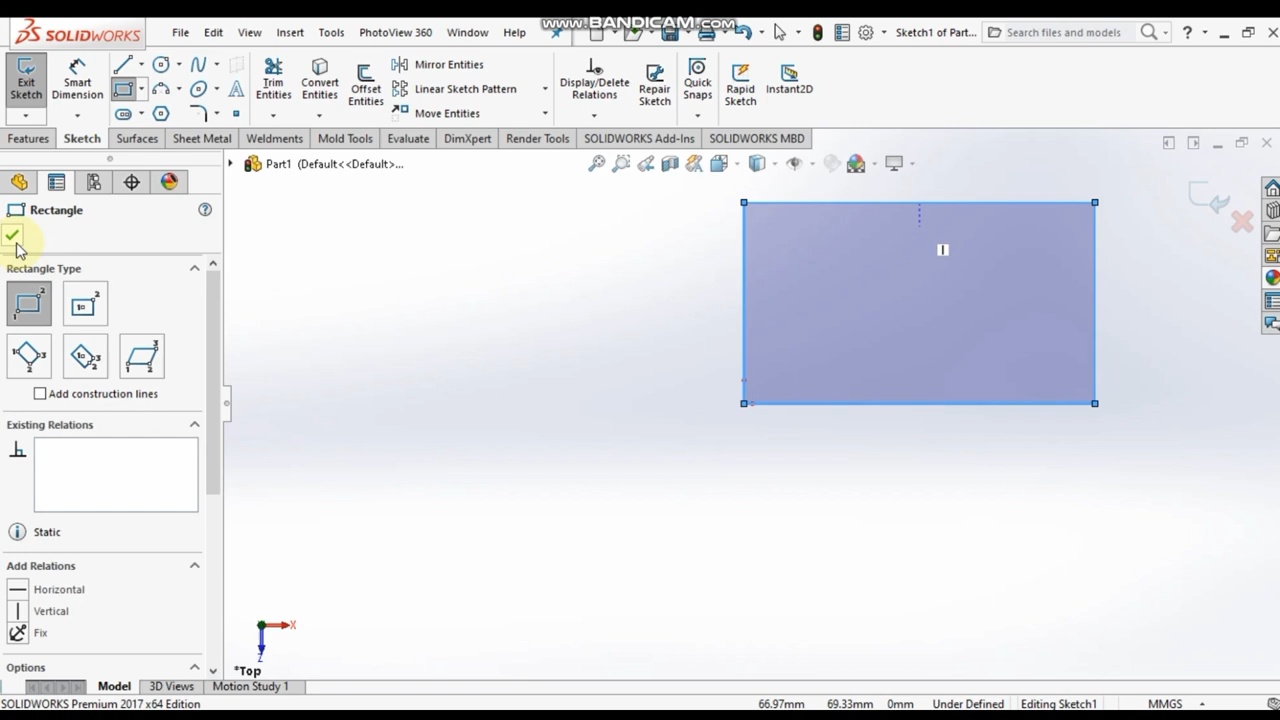 www.BANDICAM.com
DS SOLIDWORKS File Edit View Insert Tools PhotoView 360 Window Help Sketch1 of Part... Search files and models ?
Exit Sketch
Smart Dimension
Trim Entities
Convert Entities
Offset Entities
Mirror Entities
Linear Sketch Pattern
Move Entities
Display/Delete Relations
Repair Sketch
Quick Snaps
Rapid Sketch
Instant2D
Features Sketch Surfaces Sheet Metal Weldments Mold Tools Evaluate DimXpert Render Tools SOLIDWORKS Add-Ins SOLIDWORKS MBD
Part1 (Default<<Default>...
Rectangle ?
Rectangle Type
Add construction lines
Existing Relations
Static
Add Relations
Horizontal
Vertical
Fix
Options
X
Z
*Top
Model 3D Views Motion Study 1
SOLIDWORKS Premium 2017 x64 Edition 66.97mm 69.33mm 0mm Under Defined Editing Sketch1 MMGS